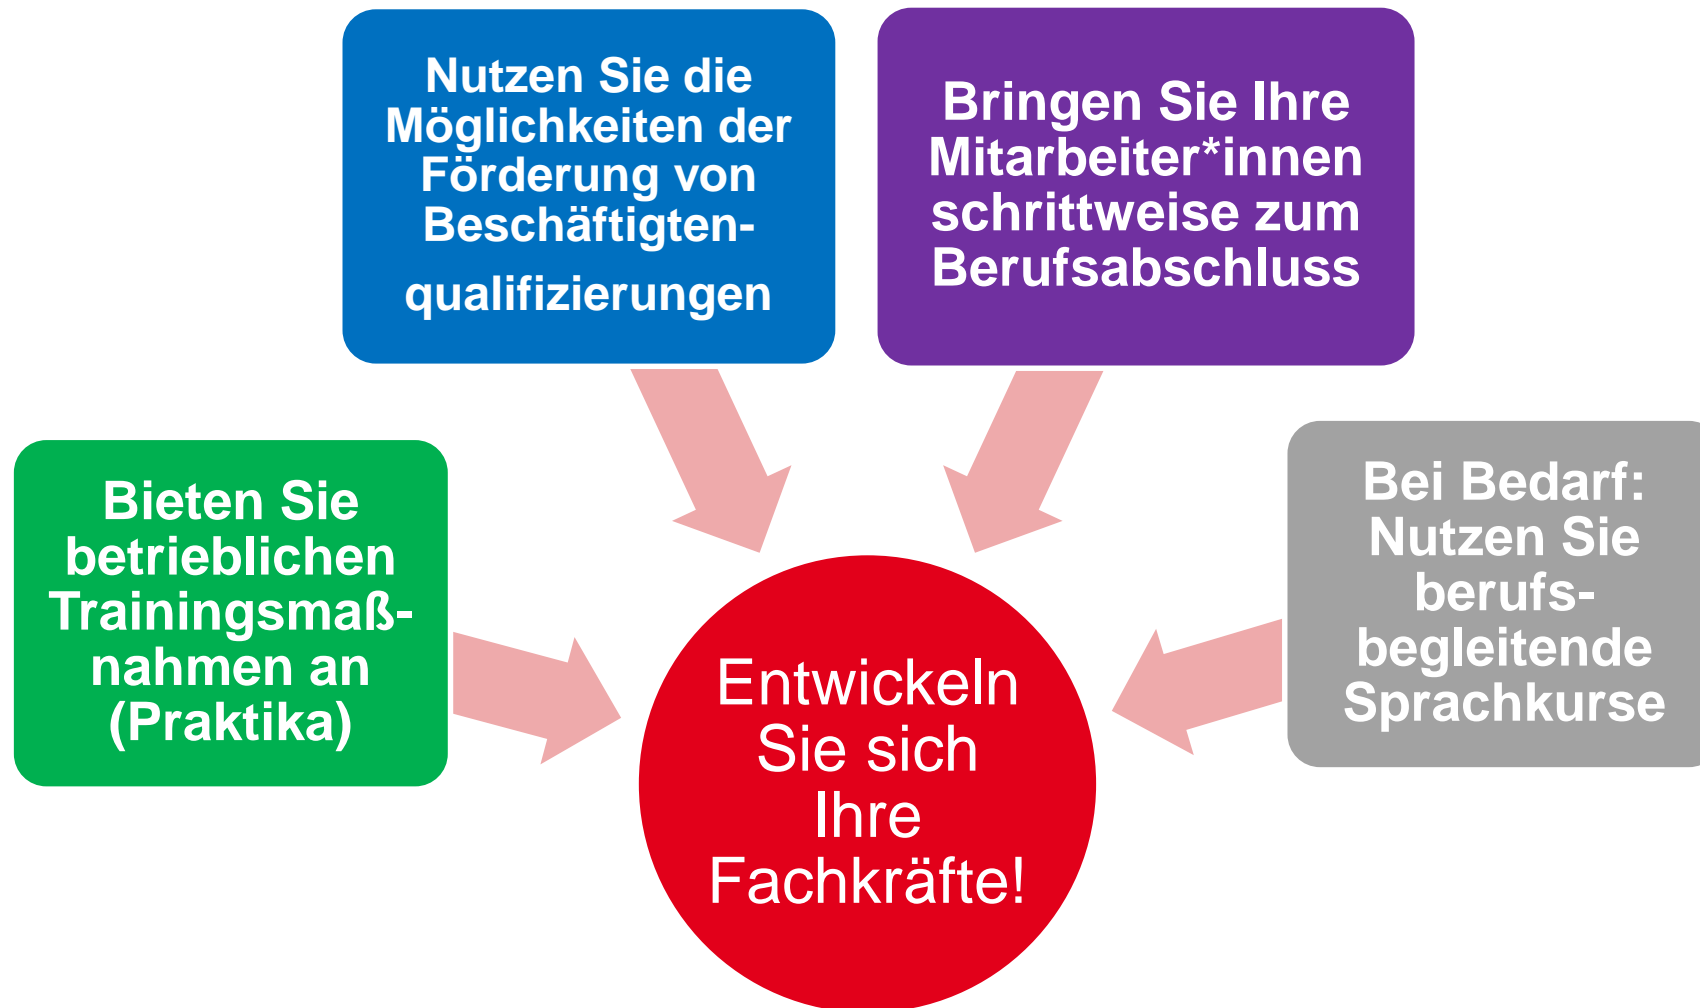 Nutzen Sie die
Möglichkeiten der
Förderung von
Beschäftigten-
qualifizierungen
Bringen Sie Ihre
Mitarbeiter*innen
schrittweise zum
Berufsabschluss
Bieten Sie
betrieblichen
Trainingsmaß-
nahmen an
(Praktika)
Bei Bedarf:
Nutzen Sie
berufs-
begleitende
Sprachkurse
Entwickeln
Sie sich
Ihre
Fachkräfte!